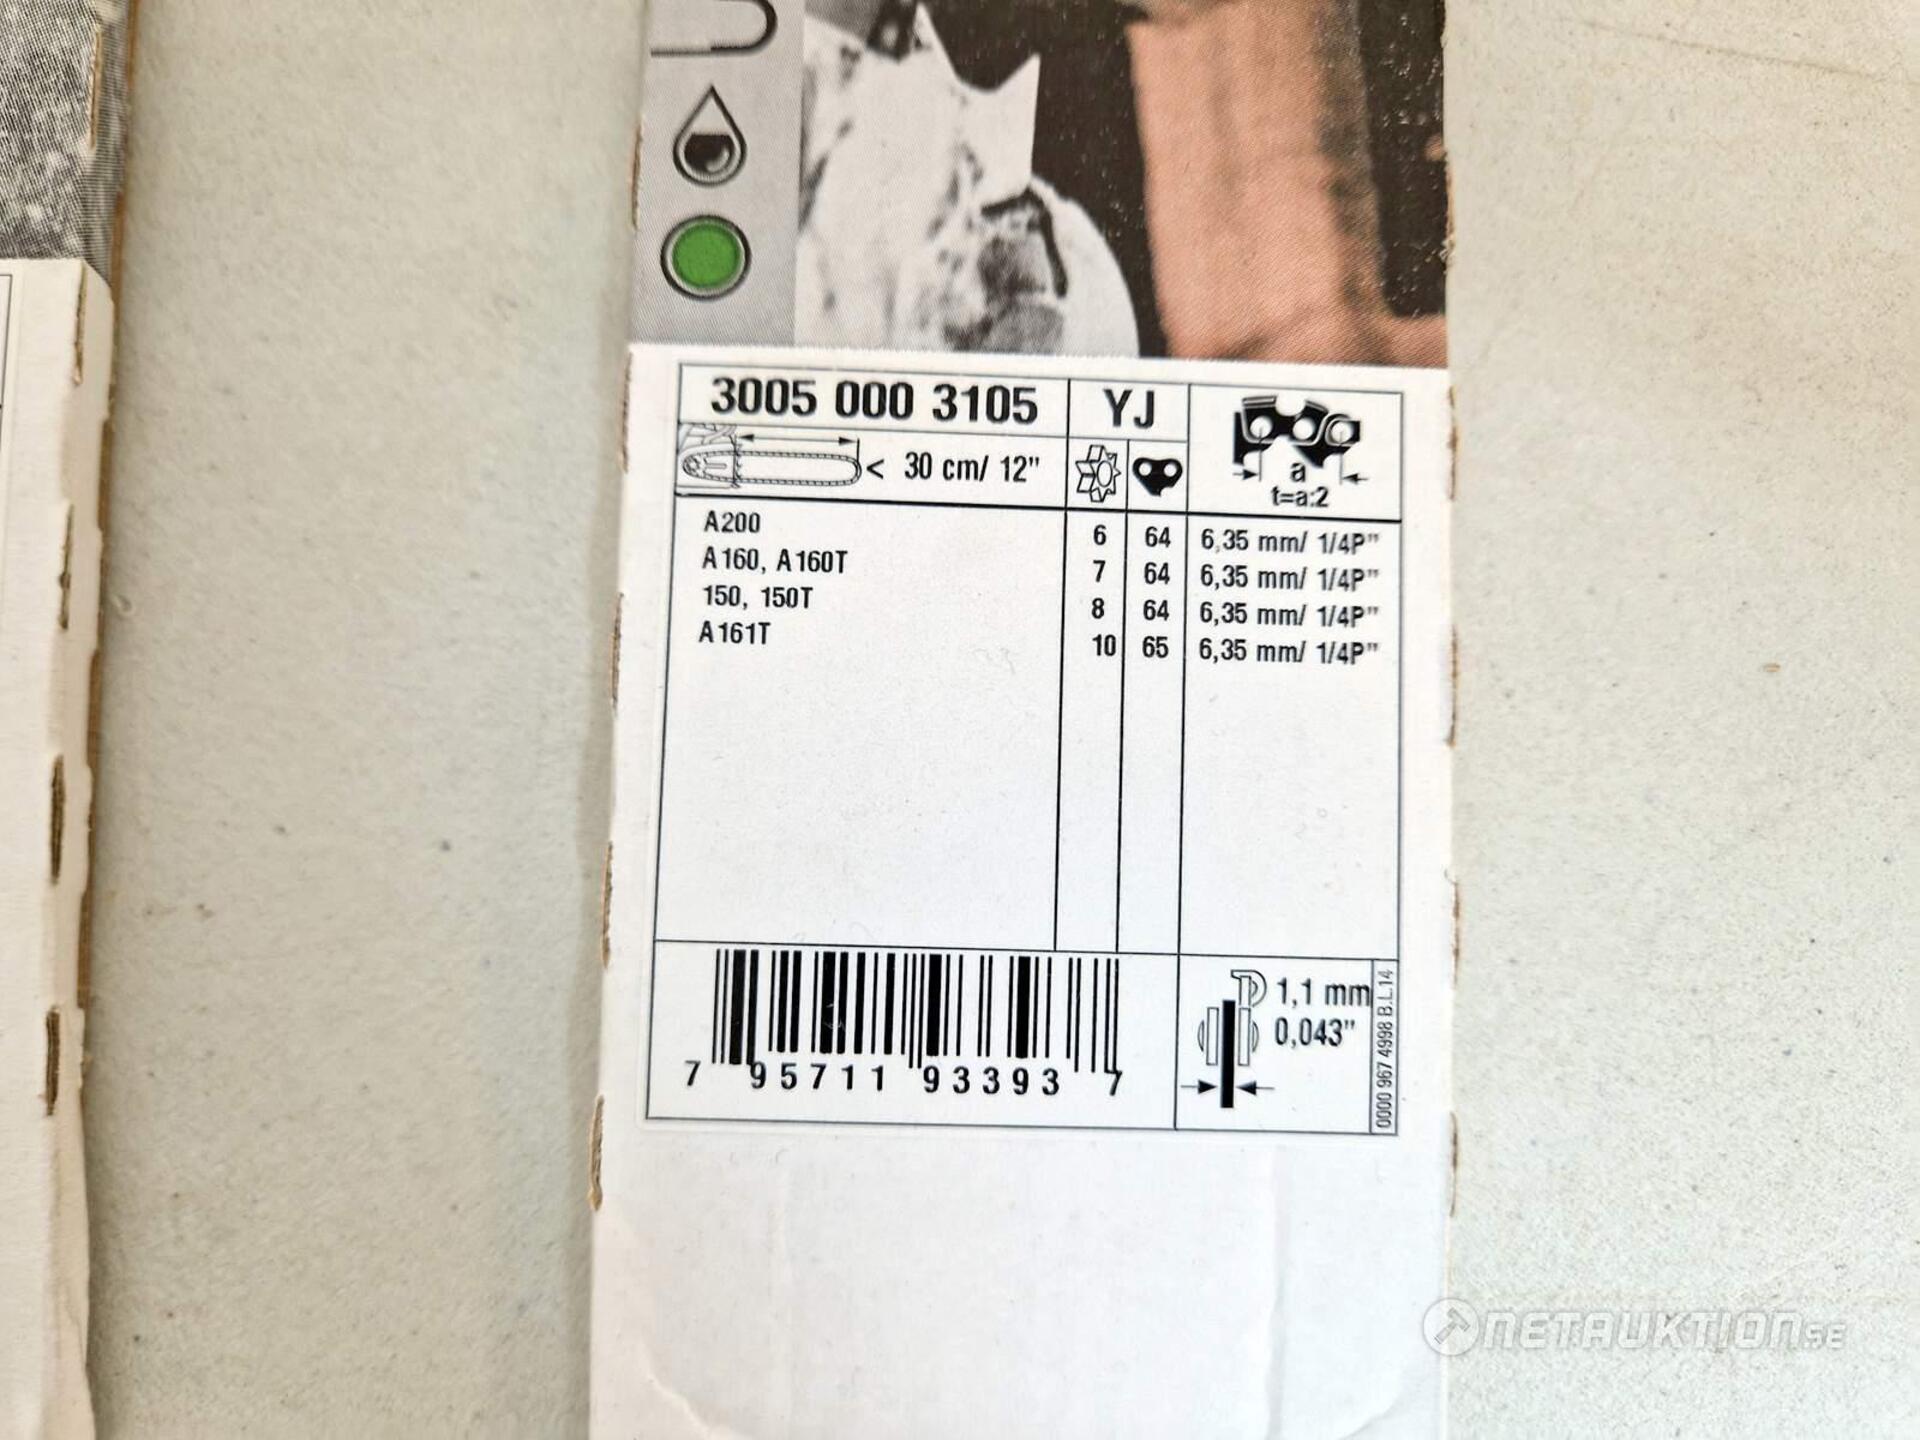 3005 000 3105 YJ
< 30 cm/ 12"
a
t=a:2
A200 6 64 6,35 mm/ 1/4P"
A160, A160T 7 64 6,35 mm/ 1/4P"
150, 150T 8 64 6,35 mm/ 1/4P"
A161T 10 65 6,35 mm/ 1/4P"
7 95711 93393 7
1,1 mm
0,043"
0000 967 4998 B.L.14
NETAUKTION.SE